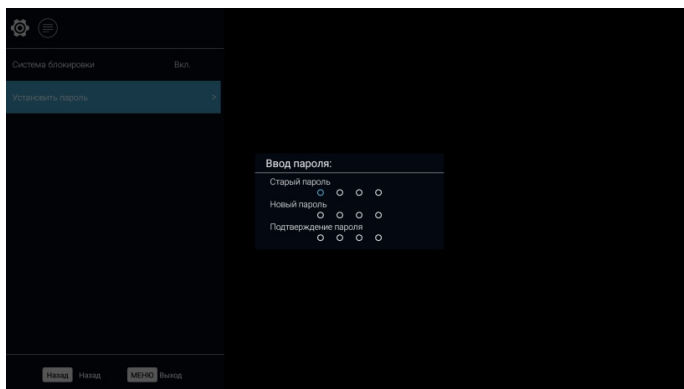 Система блокировки Вкл.
Установить пароль >
Ввод пароля:
Старый пароль
Новый пароль
Подтверждение пароля
Назад Назад МЕНЮ Выход